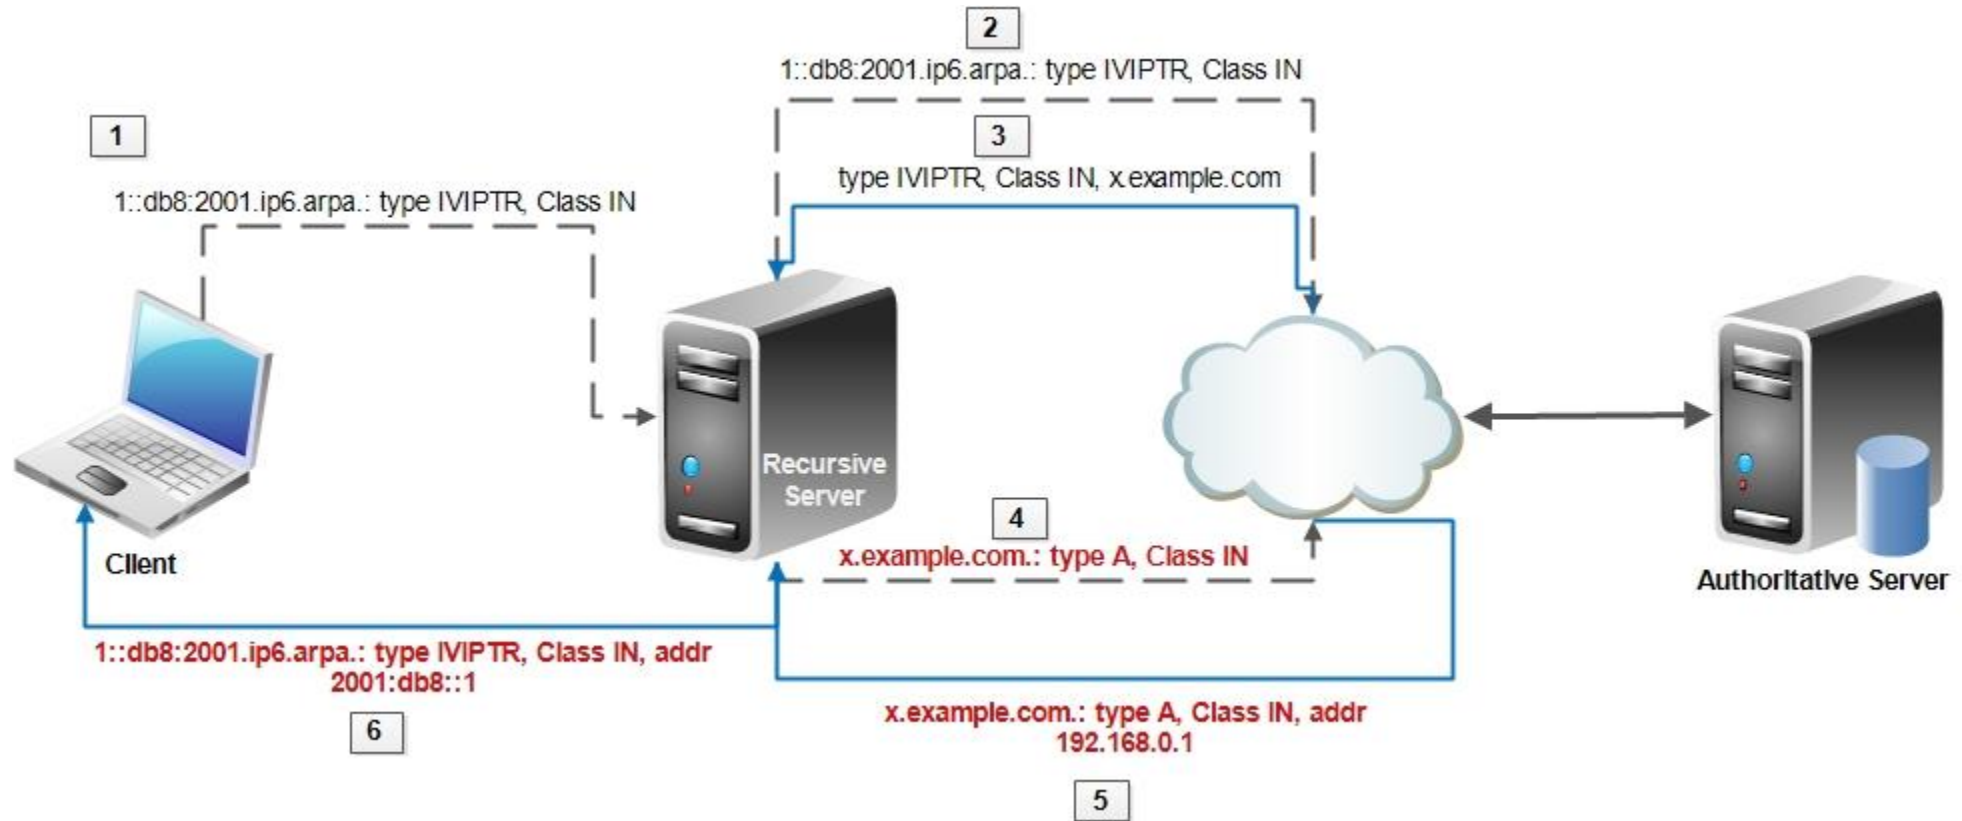 2
1::db8:2001.ip6.arpa.: type IVIPTR, Class IN
1
3
type IVIPTR, Class IN, x.example.com
1::db8:2001.ip6.arpa.: type IVIPTR, Class IN
Recursive
Server
4
x.example.com.: type A, Class IN
Client
Authoritative Server
1::db8:2001.ip6.arpa.: type IVIPTR, Class IN, addr
2001:db8::1
6
x.example.com.: type A, Class IN, addr
192.168.0.1
5